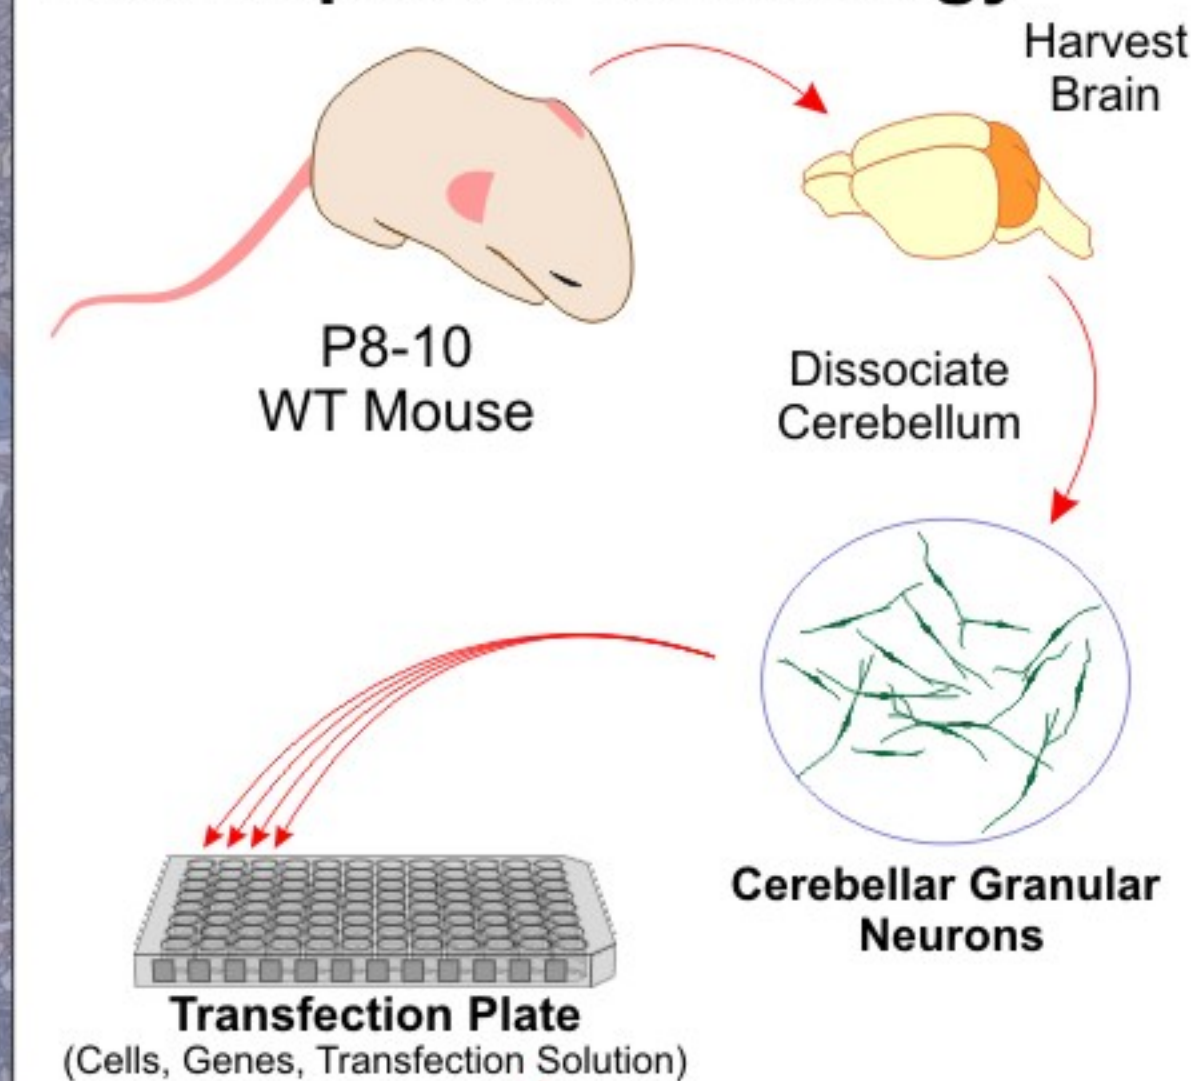 Harvest
Brain
P8-10
WT Mouse
Dissociate
Cerebellum
Cerebellar Granular
Neurons
Transfection Plate
(Cells, Genes, Transfection Solution)